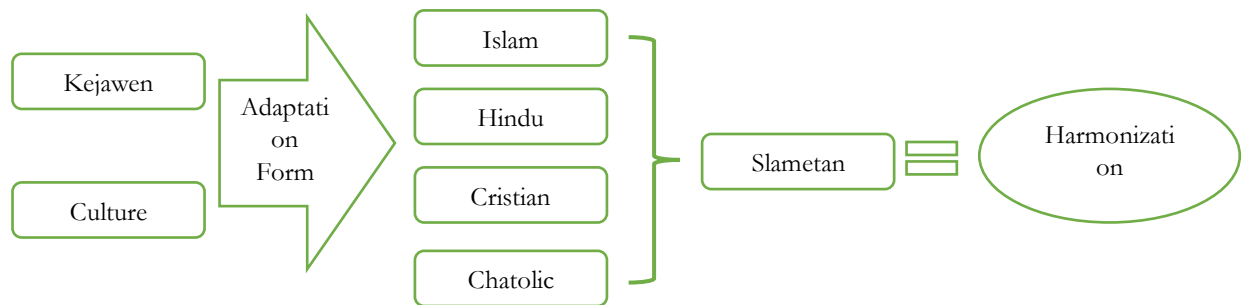 Kejawen
Culture
Adaptati
on
Form
Islam
Hindu
Cristian
Chatolic
Slametan
Harmonizati
on